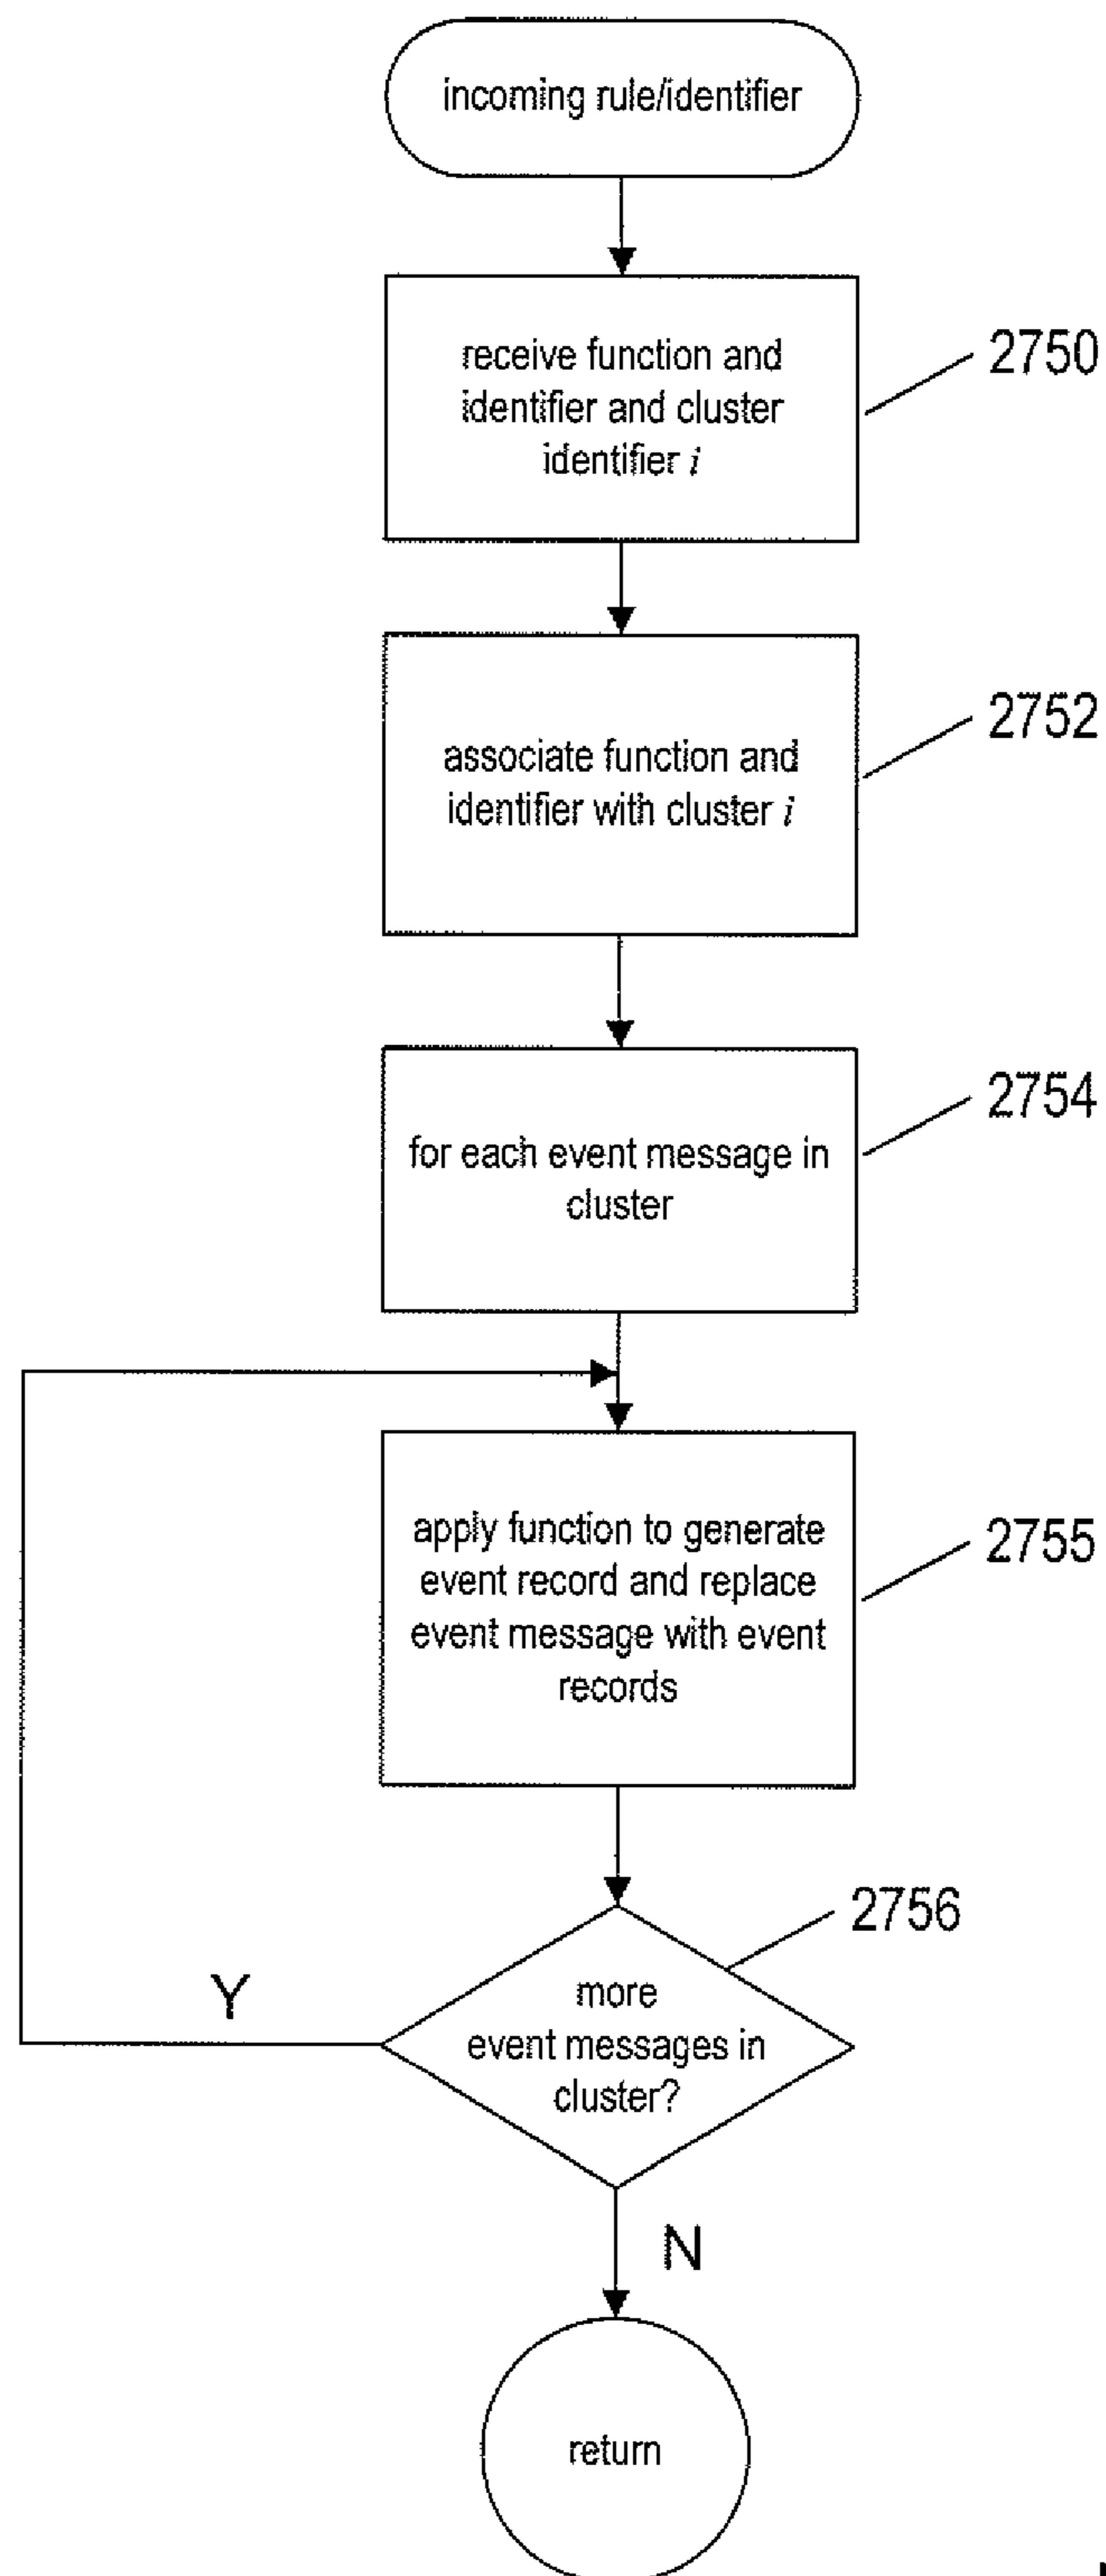 incoming rule/identifier
receive function and
identifier and cluster
identifier i
2750
associate function and
identifier with cluster i
2752
for each event message in
cluster
2754
apply function to generate
event record and replace
event message with event
records
2755
more
event messages in
cluster?
2756
Y
N
return